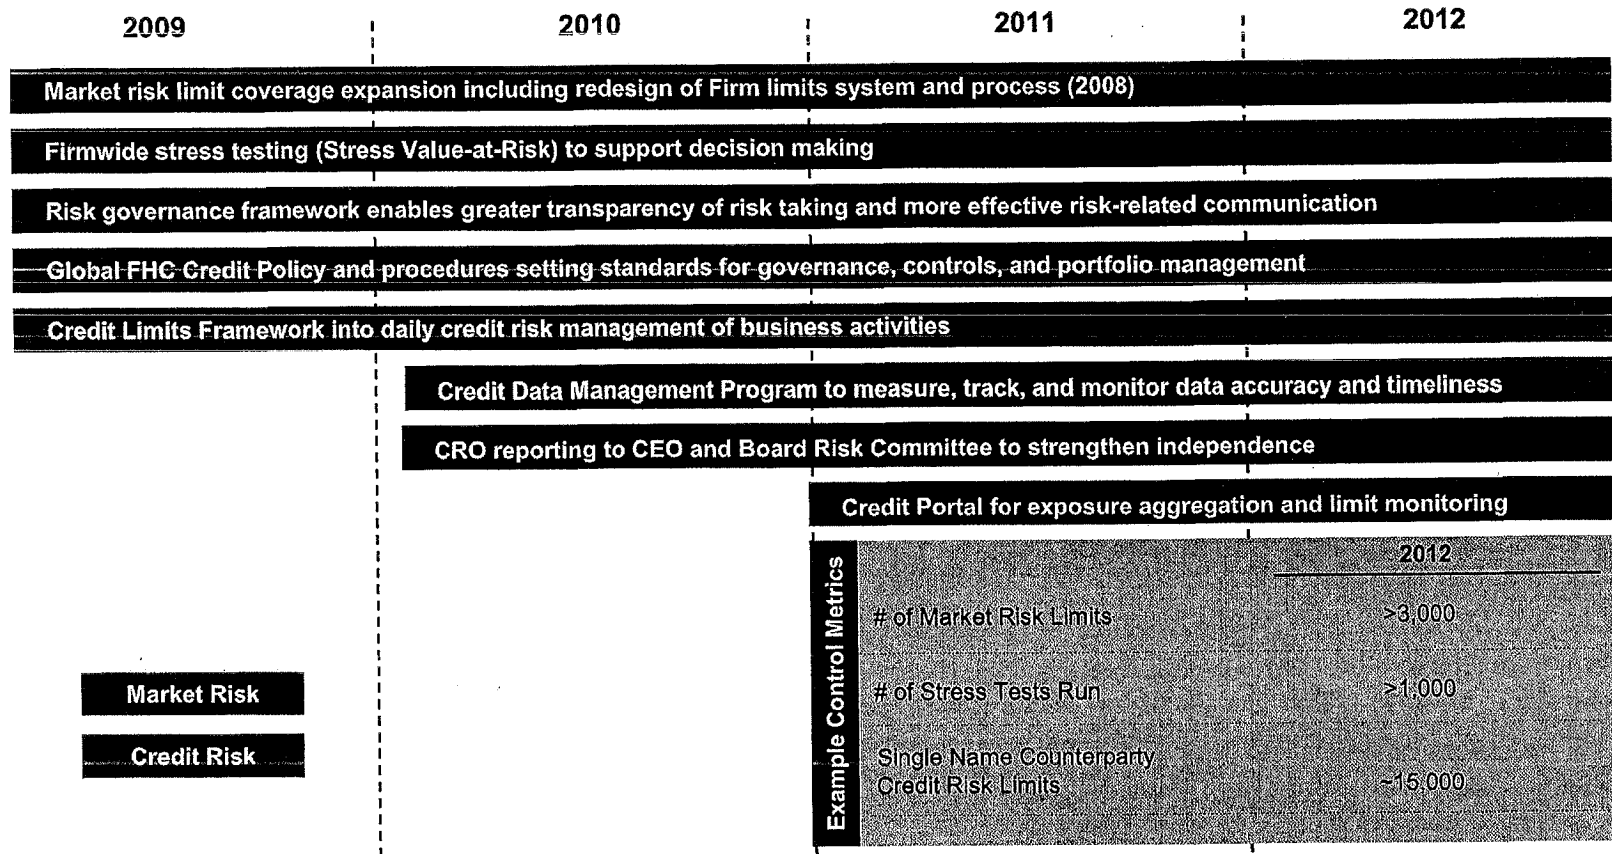 2009 2010 2011 2012
Market risk limit coverage expansion including redesign of Firm limits system and process (2008)
Firmwide stress testing (Stress Value-at-Risk) to support decision making
Risk governance framework enables greater transparency of risk taking and more effective risk-related communication
Global FHC Credit Policy and procedures setting standards for governance, controls, and portfolio management
Credit Limits Framework into daily credit risk management of business activities
Credit Data Management Program to measure, track, and monitor data accuracy and timeliness
CRO reporting to CEO and Board Risk Committee to strengthen independence
Credit Portal for exposure aggregation and limit monitoring
Market Risk
Credit Risk
Example Control Metrics
2012
# of Market Risk Limits >3,000
# of Stress Tests Run >1,000
Single Name Counterparty
Credit Risk Limits ~15,000